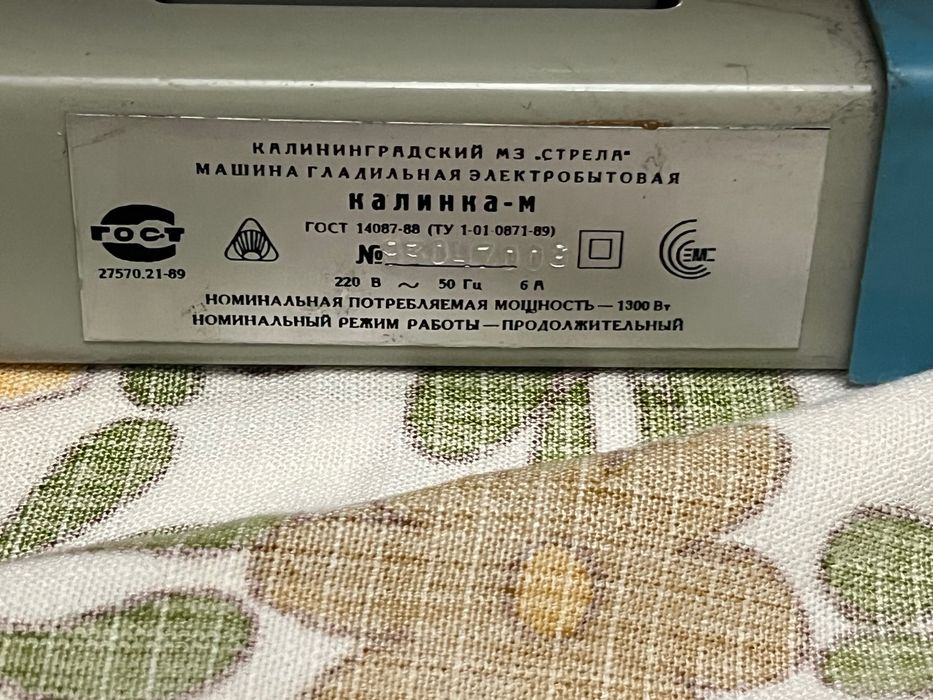 КАЛИНИНГРАДСКИЙ МЗ „СТРЕЛА"
МАШИНА ГЛАДИЛЬНАЯ ЭЛЕКТРОБЫТОВАЯ
КАЛИНКА-М
ГОСТ 14087-88 (ТУ 1-01-0871-89)
ГОСТ
27570.21-89
№
ЕМС
220 В ~ 50 Гц 6 А
НОМИНАЛЬНАЯ ПОТРЕБЛЯЕМАЯ МОЩНОСТЬ — 1300 Вт
НОМИНАЛЬНЫЙ РЕЖИМ РАБОТЫ — ПРОДОЛЖИТЕЛЬНЫЙ